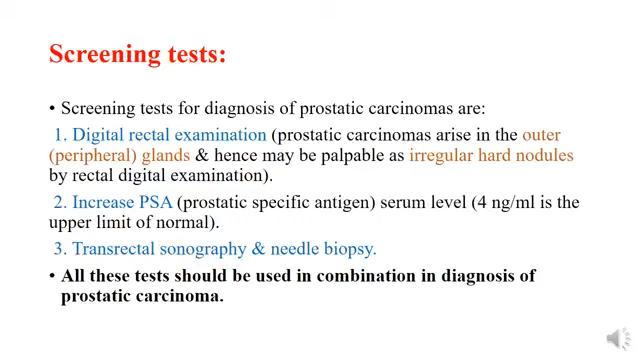 Screening tests:
• Screening tests for diagnosis of prostatic carcinomas are:
1. Digital rectal examination (prostatic carcinomas arise in the outer
(peripheral) glands & hence may be palpable as irregular hard nodules
by rectal digital examination).
2. Increase PSA (prostatic specific antigen) serum level (4 ng/ml is the
upper limit of normal).
3. Transrectal sonography & needle biopsy.
• All these tests should be used in combination in diagnosis of
prostatic carcinoma.